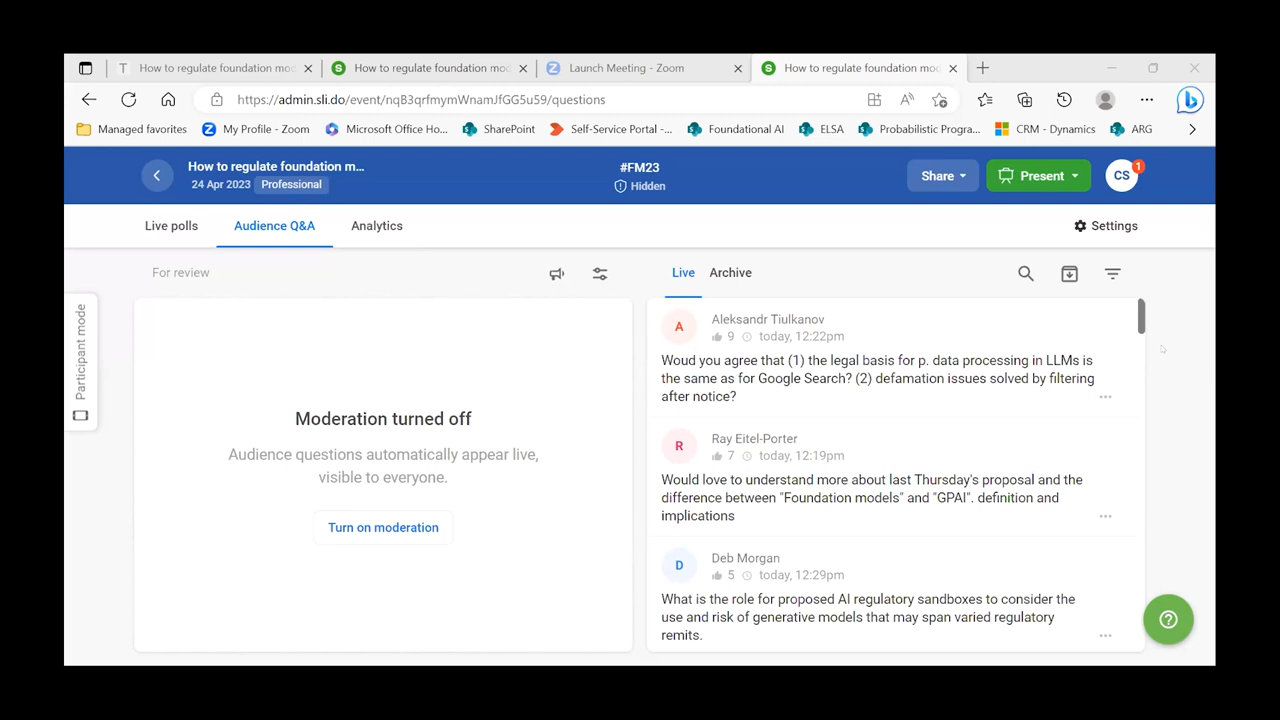 How to regulate foundation mo
How to regulate foundation mo
Launch Meeting - Zoom
How to regulate foundation mo
https://admin.sli.do/event/nqB3qrfmymWnamJfGG5u59/questions
Managed favorites
My Profile - Zoom
Microsoft Office Ho...
SharePoint
Self-Service Portal -...
Foundational AI
ELSA
Probabilistic Progra...
CRM - Dynamics
ARG
How to regulate foundation m...
24 Apr 2023 Professional
#FM23
Hidden
Share
Present
CS
1
Live polls
Audience Q&A
Analytics
Settings
Participant mode
For review
Moderation turned off
Audience questions automatically appear live,
visible to everyone.
Turn on moderation
Live
Archive
A
Aleksandr Tiulkanov
9 today, 12:22pm
Woud you agree that (1) the legal basis for p. data processing in LLMs is
the same as for Google Search? (2) defamation issues solved by filtering
after notice?
R
Ray Eitel-Porter
7 today, 12:19pm
Would love to understand more about last Thursday's proposal and the
difference between "Foundation models" and "GPAI". definition and
implications
D
Deb Morgan
5 today, 12:29pm
What is the role for proposed AI regulatory sandboxes to consider the
use and risk of generative models that may span varied regulatory
remits.